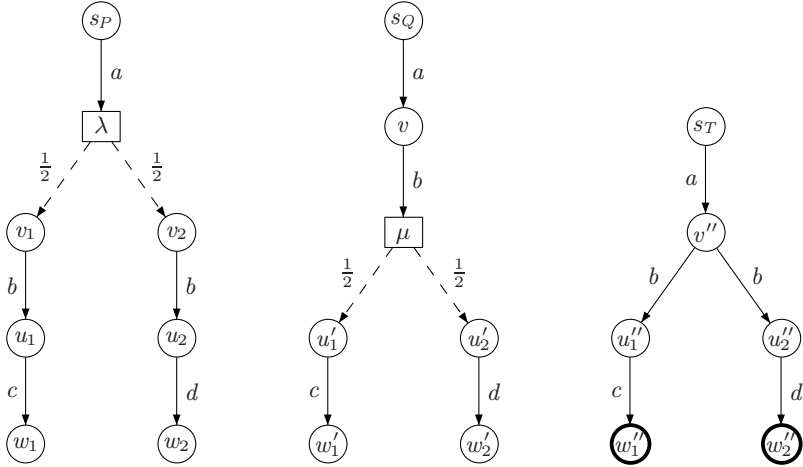 s_P s_Q
a a
λ v s_T
1/2 1/2 b a
v_1 v_2 μ v''
b b 1/2 1/2 b b
u_1 u_2 u'_1 u'_2 u''_1 u''_2
c d c d c d
w_1 w_2 w'_1 w'_2 w''_1 w''_2